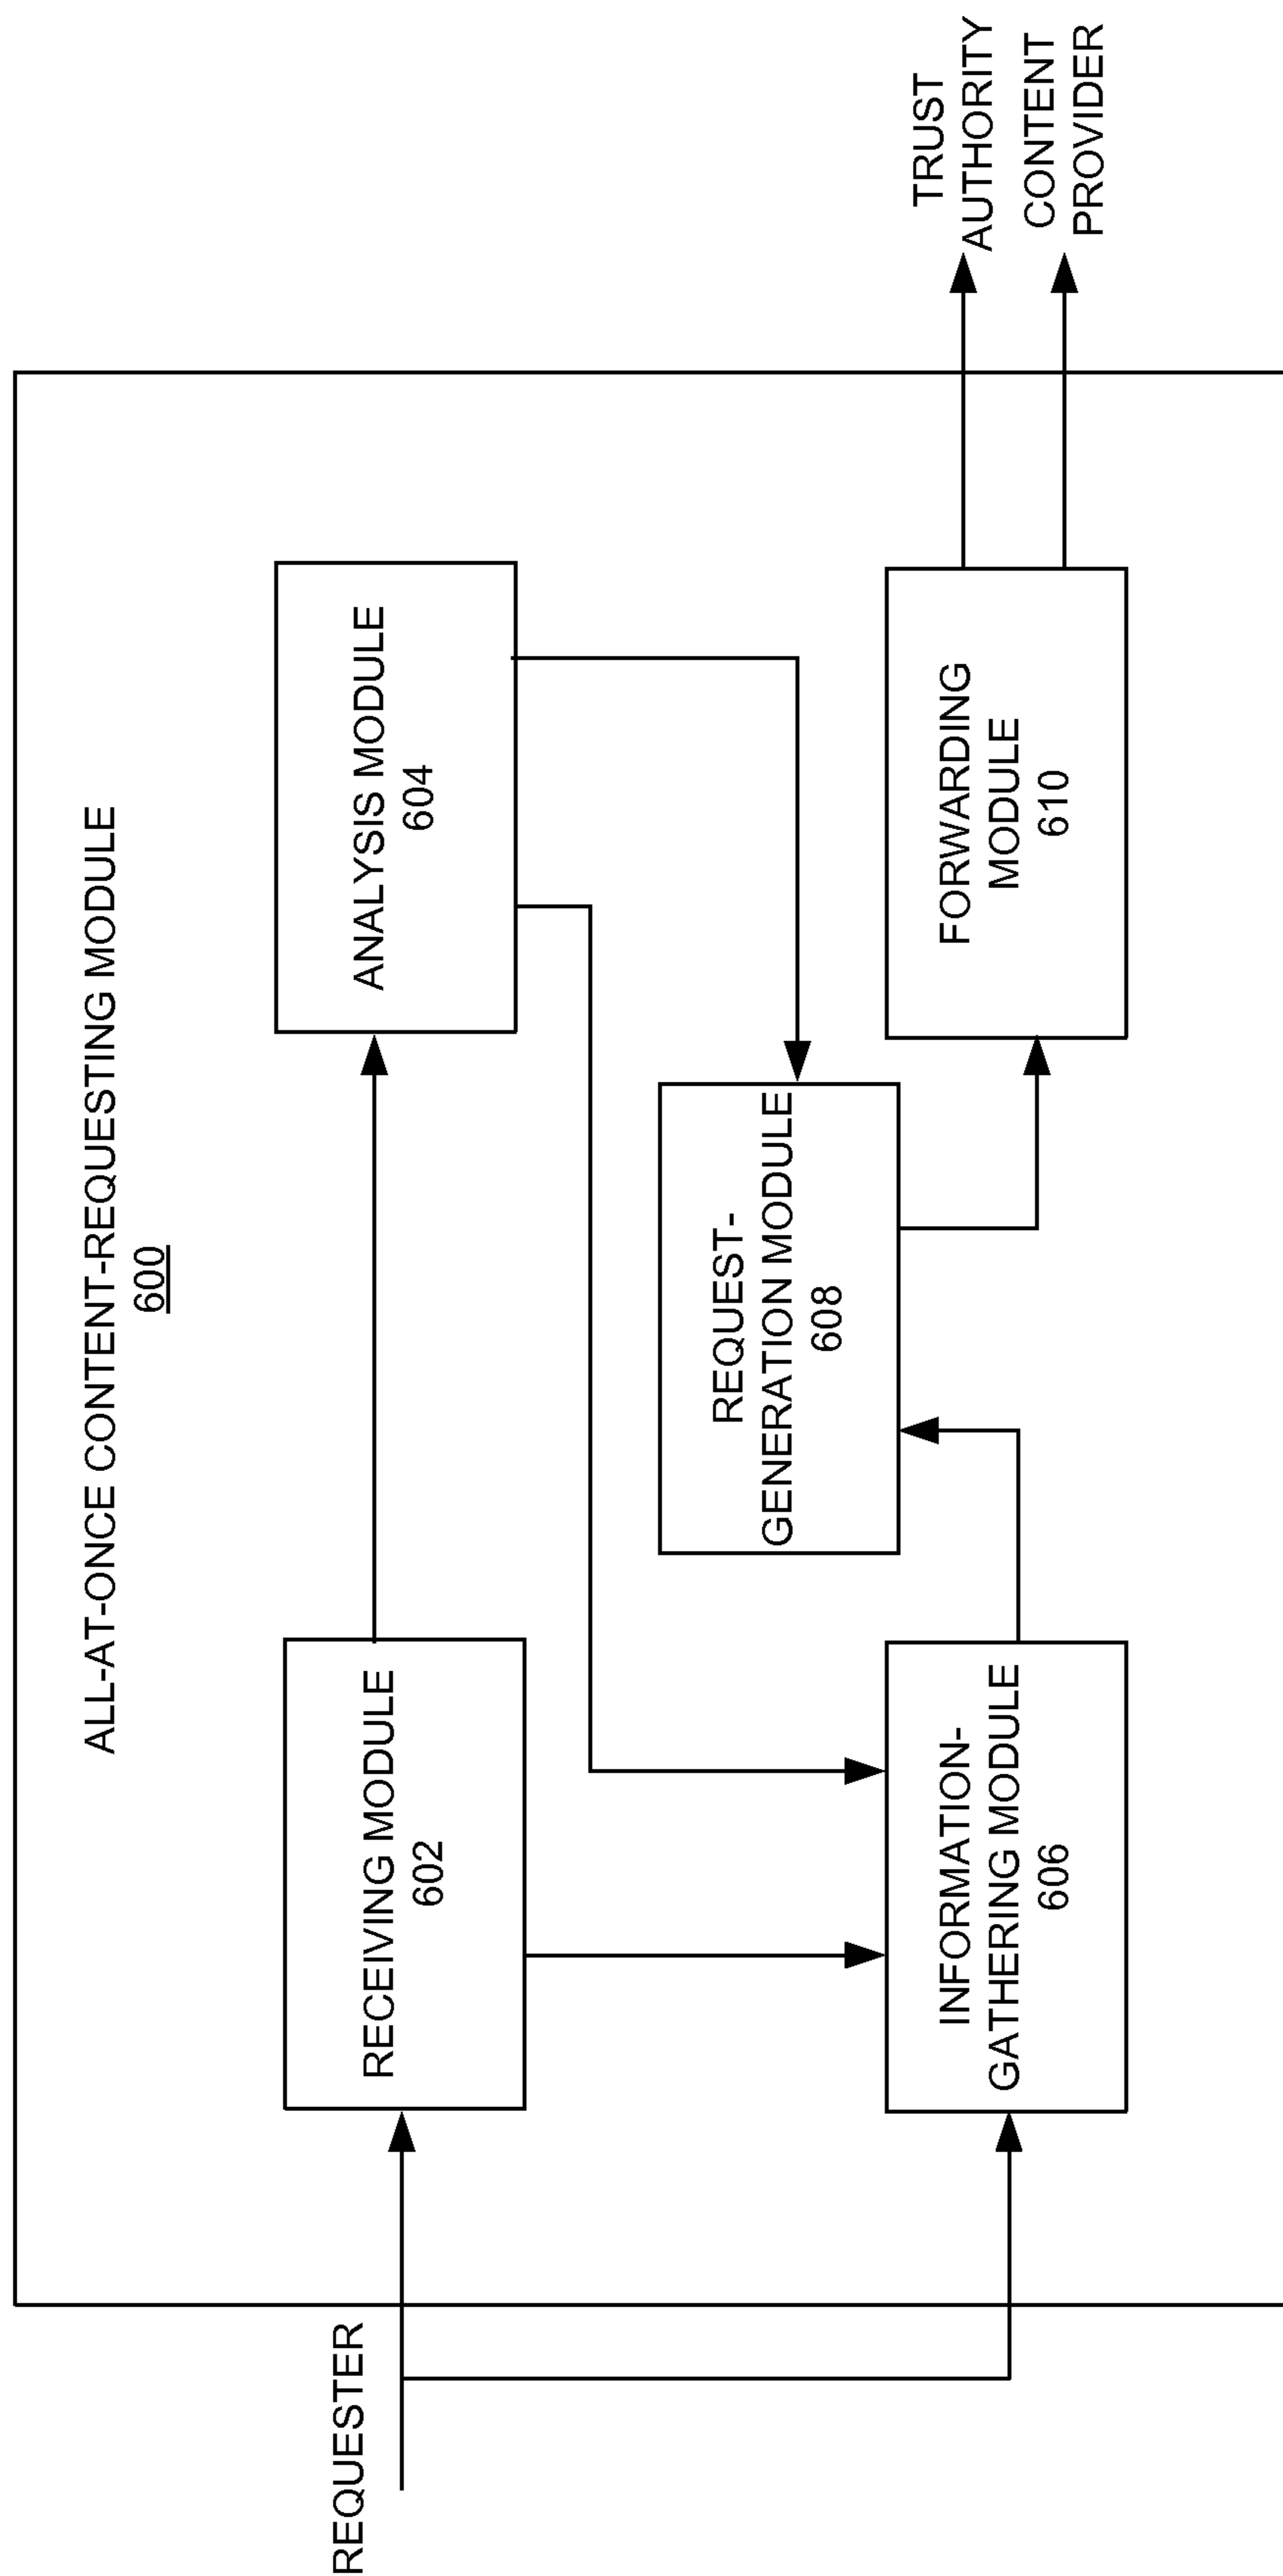 ALL-AT-ONCE CONTENT-REQUESTING MODULE
600
REQUESTER
RECEIVING MODULE
602
ANALYSIS MODULE
604
REQUEST-
GENERATION MODULE
608
INFORMATION-
GATHERING MODULE
606
FORWARDING
MODULE
610
TRUST
AUTHORITY
CONTENT
PROVIDER